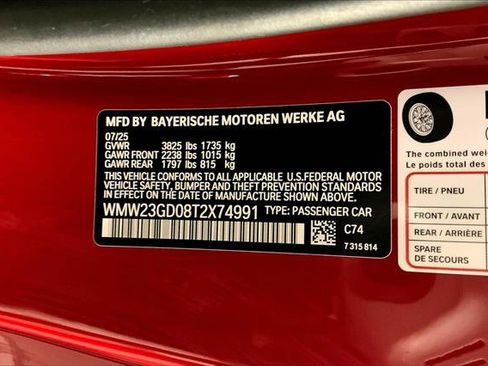 MFD BY BAYERISCHE MOTOREN WERKE AG
07/25
GVWR 3825 lbs 1735 kg
GAWR FRONT 2238 lbs 1015 kg
GAWR REAR 1797 lbs 815 kg
THIS VEHICLE CONFORMS TO ALL APPLICABLE U.S.FEDERAL MOTOR
VEHICLE SAFETY, BUMPER, AND THEFT PREVENTION STANDARDS
IN EFFECT ON THE DATE OF MANUFACTURE SHOWN ABOVE.
WMW23GD08T2X74991 TYPE: PASSENGER CAR
C74
7 315 814
The combined weig
Le poids total des
TIRE / PNEU
FRONT / AVANT
REAR / ARRIÈRE
SPARE
DE SECOURS